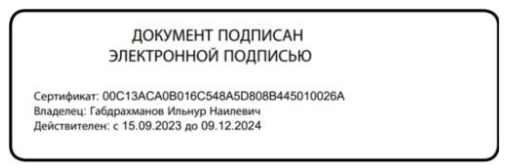 ДОКУМЕНТ ПОДПИСАН
ЭЛЕКТРОННОЙ ПОДПИСЬЮ
Сертификат: 00C13ACA0B016C548A5D808B445010026A
Владелец: Габдрахманов Ильнур Наилевич
Действителен: с 15.09.2023 до 09.12.2024